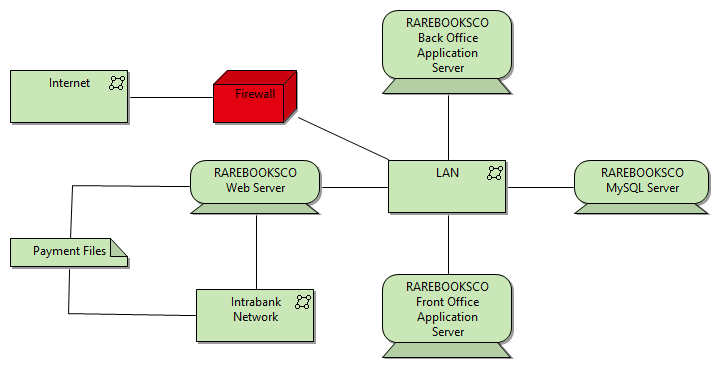 RAREBOOKSCO
Back Office
Application
Server
Internet
Firewall
RAREBOOKSCO
Web Server
LAN
RAREBOOKSCO
MySQL Server
Payment Files
Intrabank
Network
RAREBOOKSCO
Front Office
Application
Server